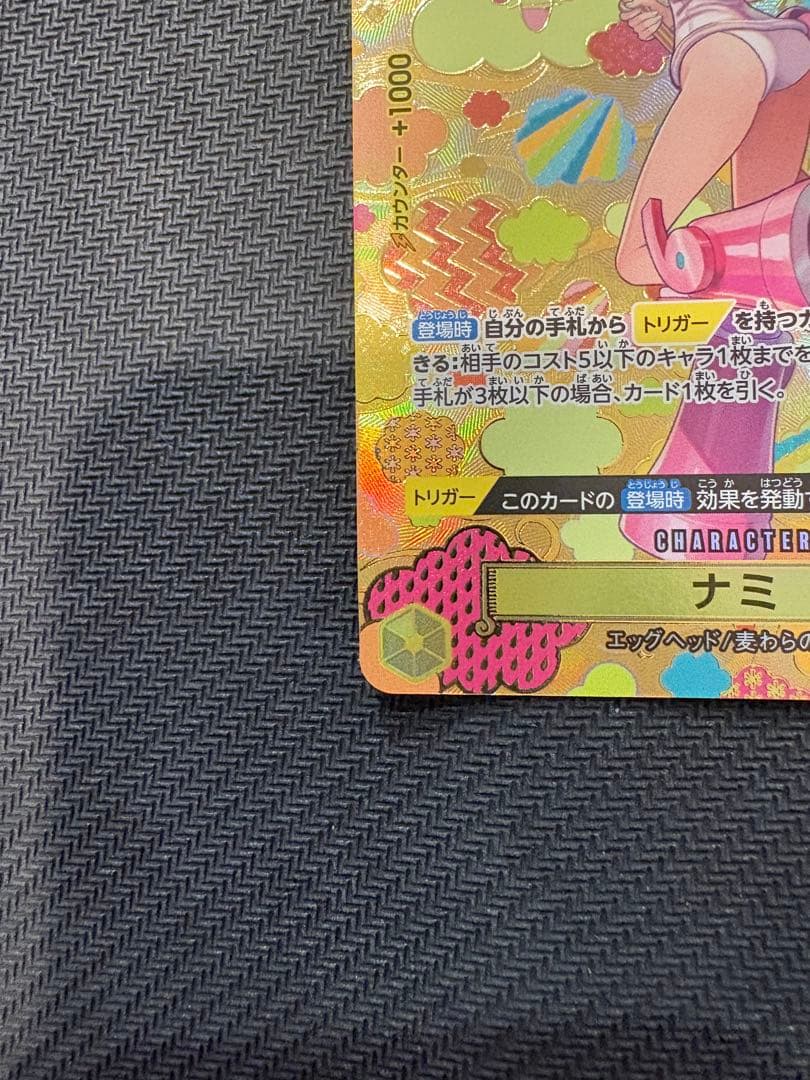 カウンター +1000
登場時 自分の手札から トリガー を持つカ
きる:相手のコスト5以下のキャラ1枚までを
手札が3枚以下の場合、カード1枚を引く。
トリガー このカードの 登場時 効果を発動
CHARACTER
ナミ
エッグヘッド/麦わらの